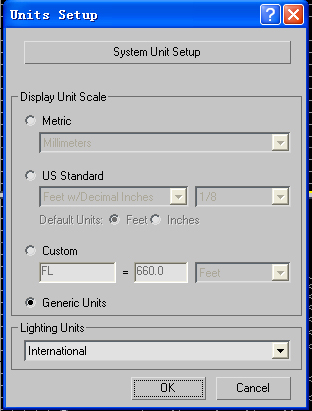 Units Setup
System Unit Setup
Display Unit Scale
Metric
Millimeters
US Standard
Feet w/Decimal Inches 1/8
Default Units: Feet Inches
Custom
FL = 660.0 Feet
Generic Units
Lighting Units
International
OK Cancel